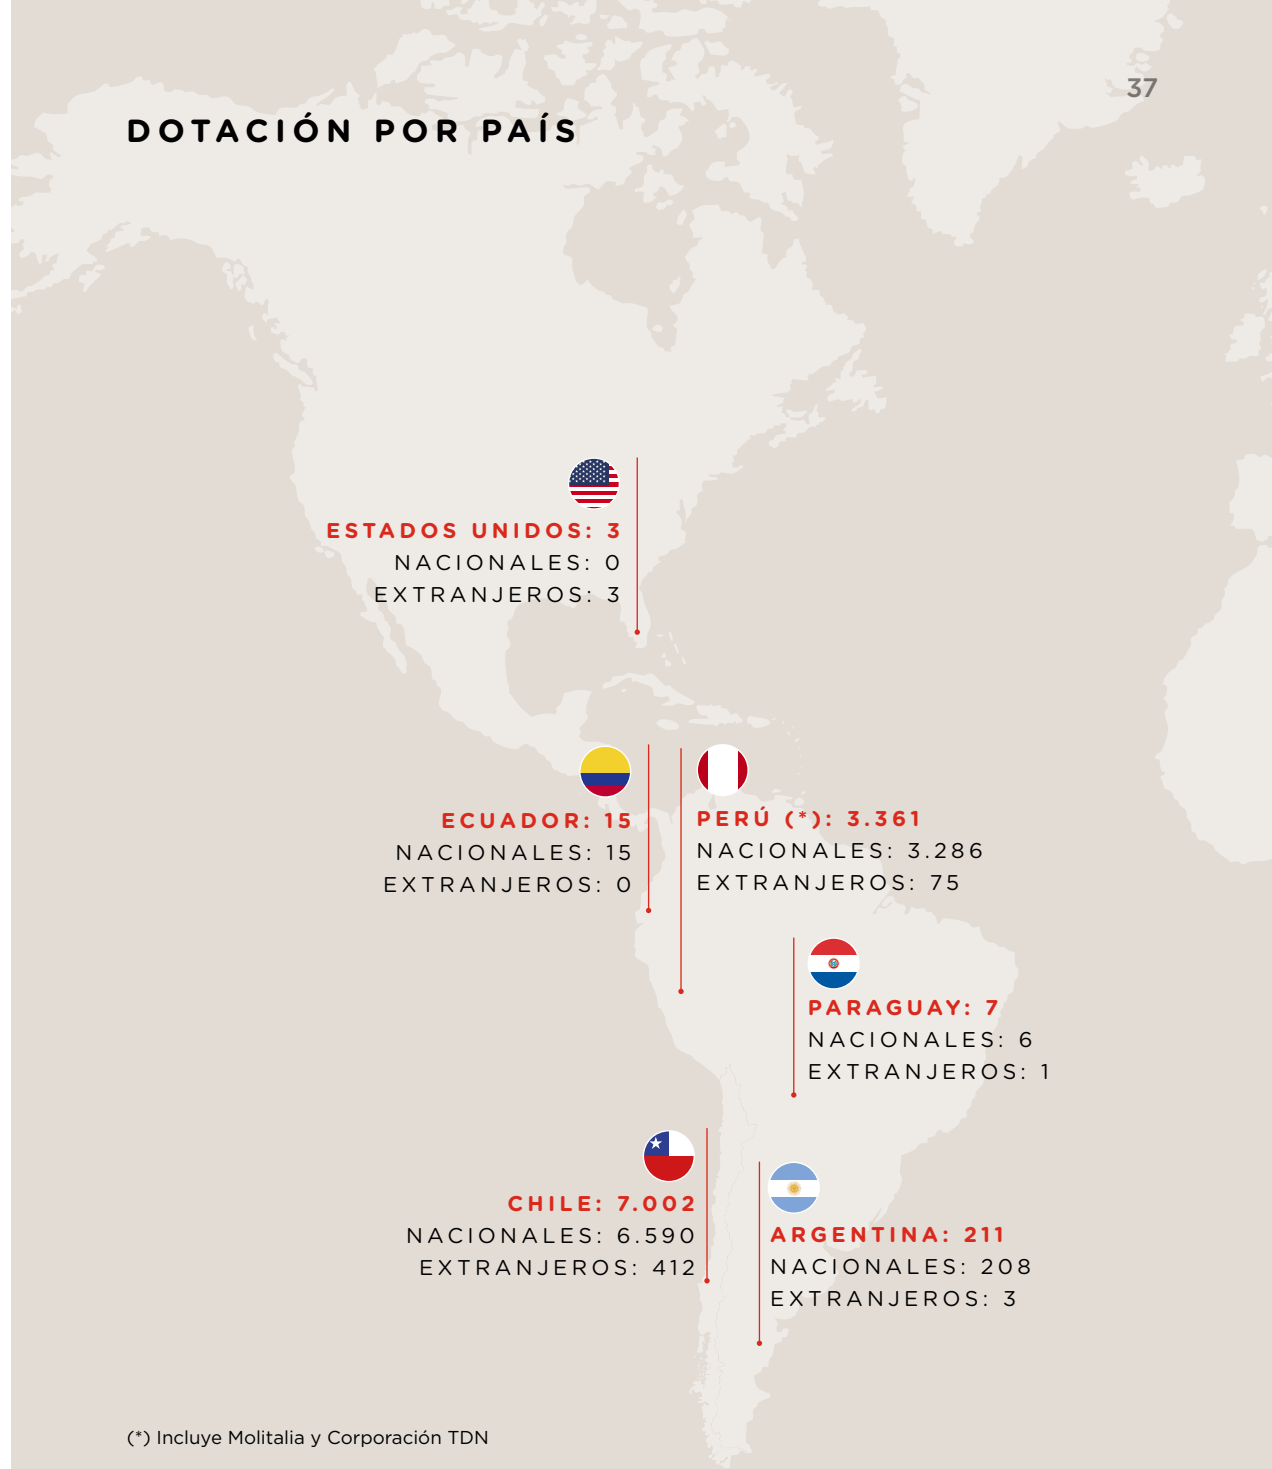 37
DOTACIÓN POR PAÍS
ESTADOS UNIDOS: 3
NACIONALES: 0
EXTRANJEROS: 3
ECUADOR: 15
NACIONALES: 15
EXTRANJEROS: 0
PERÚ (*): 3.361
NACIONALES: 3.286
EXTRANJEROS: 75
PARAGUAY: 7
NACIONALES: 6
EXTRANJEROS: 1
CHILE: 7.002
NACIONALES: 6.590
EXTRANJEROS: 412
ARGENTINA: 211
NACIONALES: 208
EXTRANJEROS: 3
(*) Incluye Molitalia y Corporación TDN